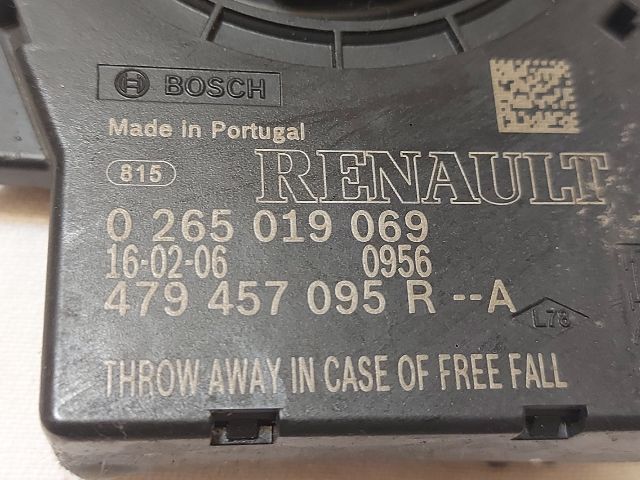 BOSCH
Made in Portugal
815
RENAULT
0 265 019 069
16-02-06 0956
479 457 095 R --A
L78
THROW AWAY IN CASE OF FREE FALL